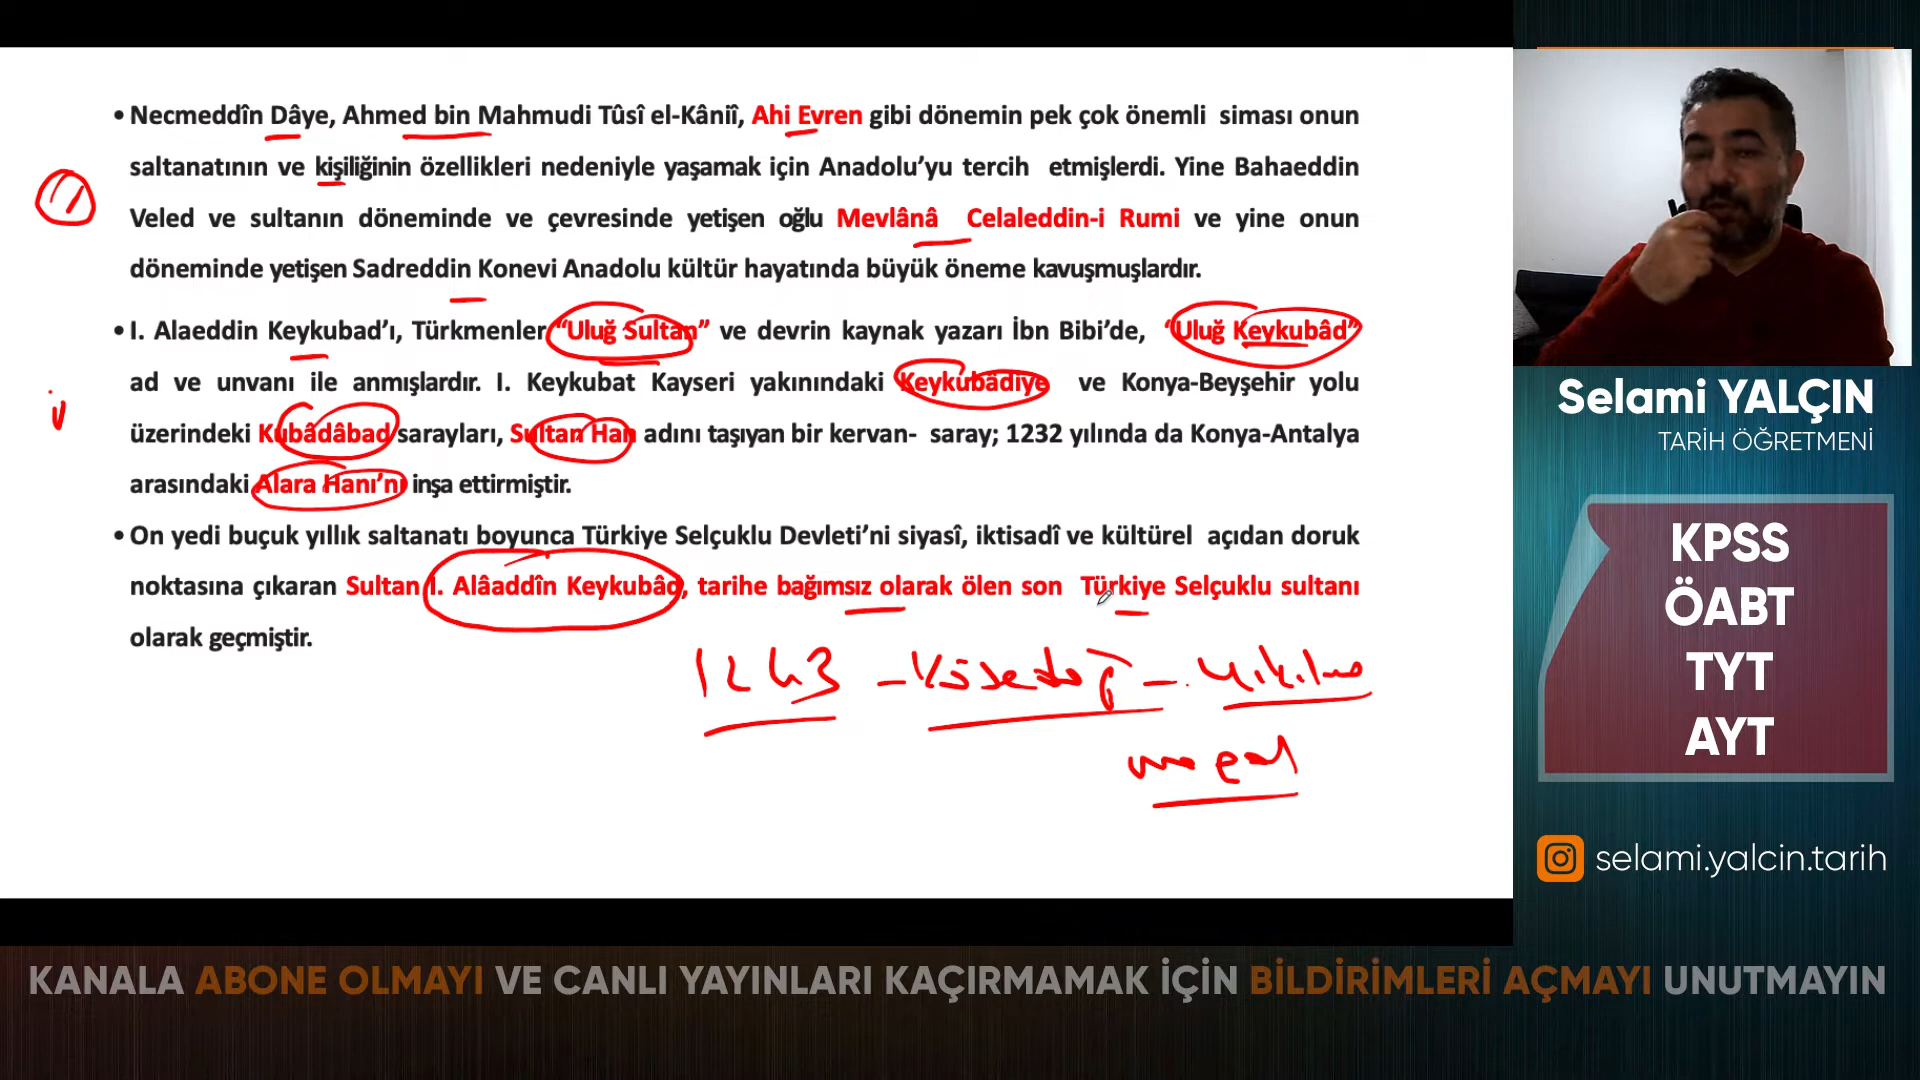 • Necmeddîn Dâye, Ahmed bin Mahmudi Tûsî el-Kâniî, Ahi Evren gibi dönemin pek çok önemli siması onun
saltanatının ve kişiliğinin özellikleri nedeniyle yaşamak için Anadolu’yu tercih etmişlerdi. Yine Bahaeddin
Veled ve sultanın döneminde ve çevresinde yetişen oğlu Mevlânâ Celaleddin-i Rumi ve yine onun
döneminde yetişen Sadreddin Konevi Anadolu kültür hayatında büyük öneme kavuşmuşlardır.
• I. Alaeddin Keykubad’ı, Türkmenler “Uluğ Sultan” ve devrin kaynak yazarı İbn Bibi’de, “Uluğ Keykubâd”
ad ve unvanı ile anmışlardır. I. Keykubat Kayseri yakınındaki Keykubâdiye ve Konya-Beyşehir yolu
üzerindeki Kubâdâbad sarayları, Sultan Han adını taşıyan bir kervan- saray; 1232 yılında da Konya-Antalya
arasındaki Alara Hanı’nı inşa ettirmiştir.
• On yedi buçuk yıllık saltanatı boyunca Türkiye Selçuklu Devleti’ni siyasî, iktisadî ve kültürel açıdan doruk
noktasına çıkaran Sultan I. Alâaddîn Keykubâd, tarihe bağımsız olarak ölen son Türkiye Selçuklu sultanı
olarak geçmiştir.
1243 – Kösedağ –
Selami YALÇIN
TARİH ÖĞRETMENİ
KPSS
ÖABT
TYT
AYT
selami.yalcin.tarih
KANALA ABONE OLMAYI VE CANLI YAYINLARI KAÇIRMAMAK İÇİN BİLDİRİMLERİ AÇMAYI UNUTMAYIN